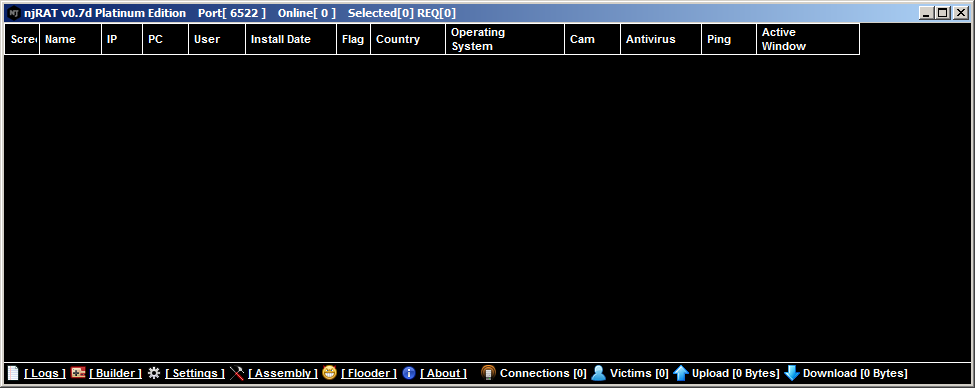 njRAT v0.7d Platinum Edition Port[ 6522 ] Online[ 0 ] Selected[0] REQ[0]
Scree Name IP PC User Install Date Flag Country Operating System Cam Antivirus Ping Active Window
[ Logs ] [ Builder ] [ Settings ] [ Assembly ] [ Flooder ] [ About ] Connections [0] Victims [0] Upload [0 Bytes] Download [0 Bytes]